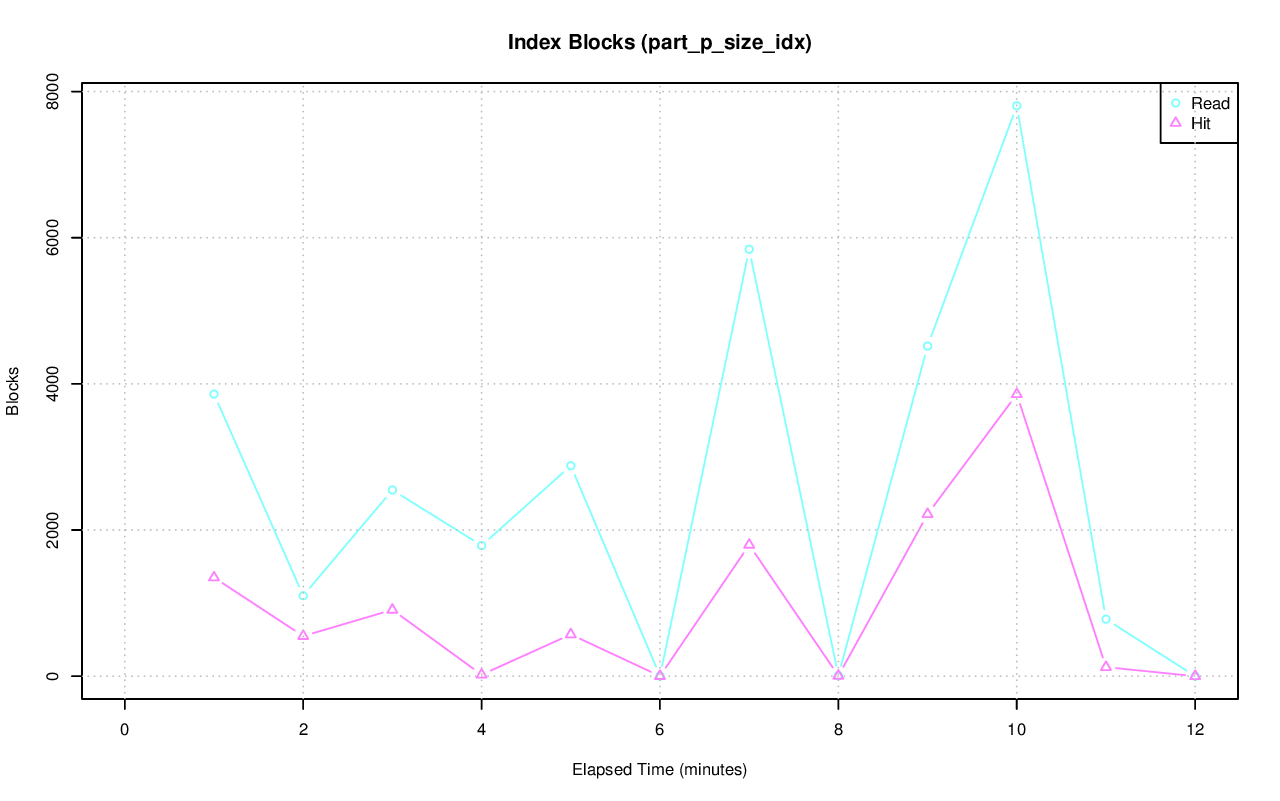 Index Blocks (part_p_size_idx)
8000
6000
4000
2000
0
Blocks
Read
Hit
0 2 4 6 8 10 12
Elapsed Time (minutes)